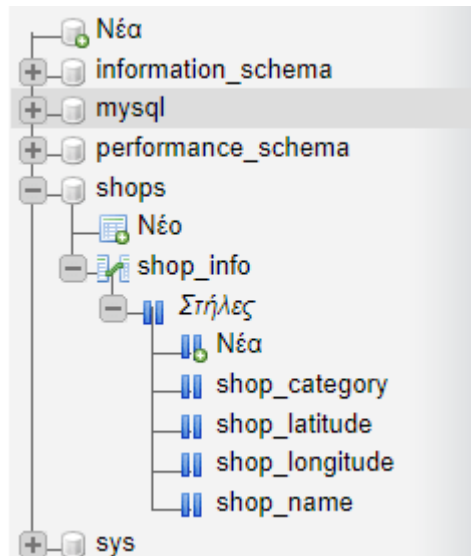 Νέα
information_schema
mysql
performance_schema
shops
Νέο
shop_info
Στήλες
Νέα
shop_category
shop_latitude
shop_longitude
shop_name
sys